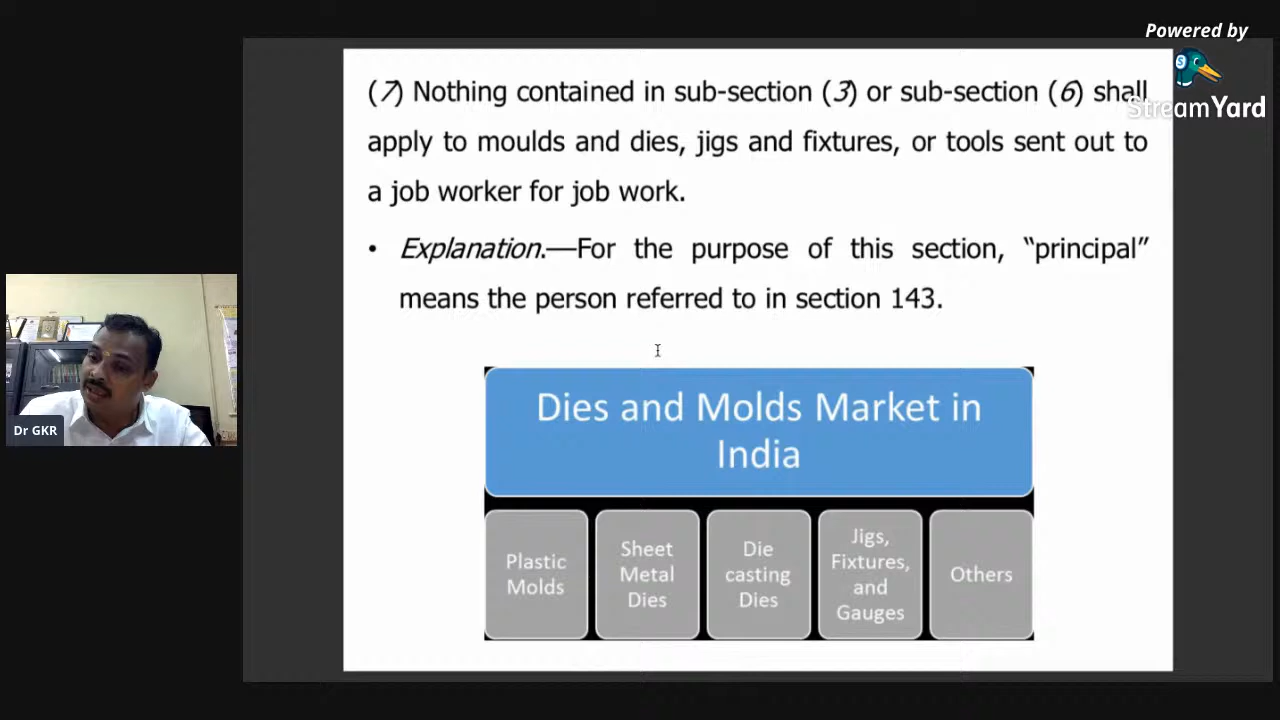 Powered by
StreamYard
(7) Nothing contained in sub-section (3) or sub-section (6) shall
apply to moulds and dies, jigs and fixtures, or tools sent out to
a job worker for job work.
• Explanation.—For the purpose of this section, “principal”
means the person referred to in section 143.
Dies and Molds Market in
India
Plastic
Molds
Sheet
Metal
Dies
Die
casting
Dies
Jigs,
Fixtures,
and
Gauges
Others
Dr GKR